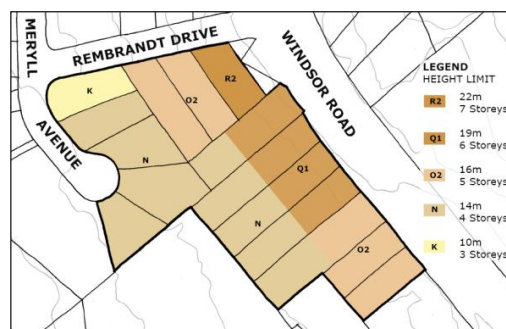 MERYLL
AVENUE
REMBRANDT DRIVE
WINDSOR ROAD
K
O2
R2
N
Q1
N
O2
LEGEND
HEIGHT LIMIT
R2 22m
7 Storeys
Q1 19m
6 Storeys
O2 16m
5 Storeys
N 14m
4 Storeys
K 10m
3 Storeys